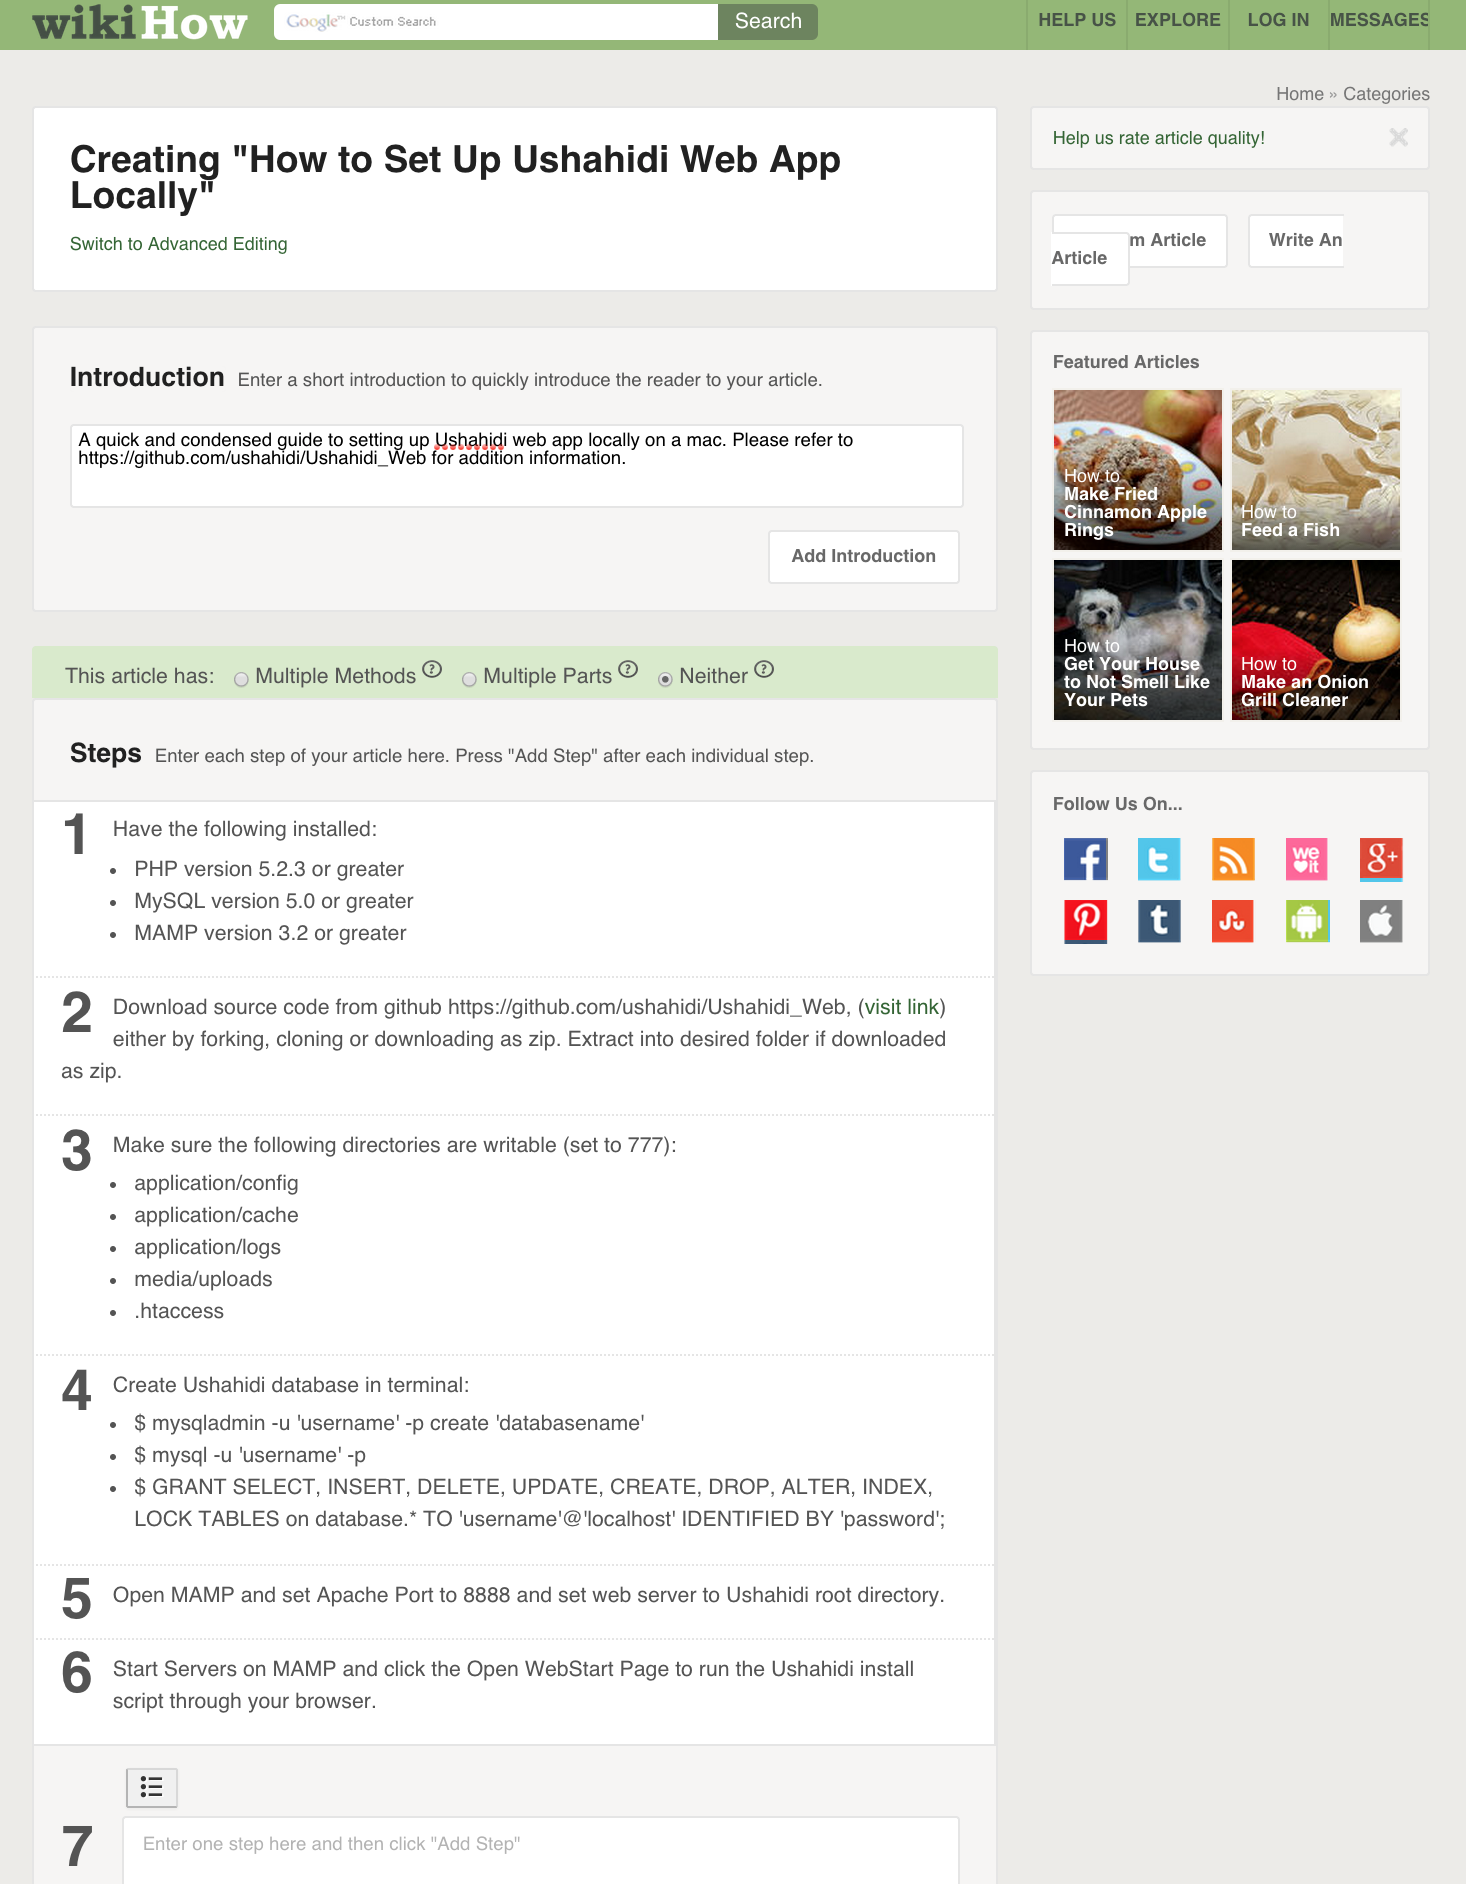 wikiHow
Google™ Custom Search
Search
HELP US
EXPLORE
LOG IN
MESSAGES
Home » Categories
Creating "How to Set Up Ushahidi Web App
Locally"
Switch to Advanced Editing
Introduction Enter a short introduction to quickly introduce the reader to your article.
A quick and condensed guide to setting up Ushahidi web app locally on a mac. Please refer to
https://github.com/ushahidi/Ushahidi_Web for addition information.
Add Introduction
This article has: Multiple Methods ? Multiple Parts ? Neither ?
Steps Enter each step of your article here. Press "Add Step" after each individual step.
1 Have the following installed:
• PHP version 5.2.3 or greater
• MySQL version 5.0 or greater
• MAMP version 3.2 or greater
2 Download source code from github https://github.com/ushahidi/Ushahidi_Web, (visit link)
either by forking, cloning or downloading as zip. Extract into desired folder if downloaded
as zip.
3 Make sure the following directories are writable (set to 777):
• application/config
• application/cache
• application/logs
• media/uploads
• .htaccess
4 Create Ushahidi database in terminal:
• $ mysqladmin -u 'username' -p create 'databasename'
• $ mysql -u 'username' -p
• $ GRANT SELECT, INSERT, DELETE, UPDATE, CREATE, DROP, ALTER, INDEX,
LOCK TABLES on database.* TO 'username'@'localhost' IDENTIFIED BY 'password';
5 Open MAMP and set Apache Port to 8888 and set web server to Ushahidi root directory.
6 Start Servers on MAMP and click the Open WebStart Page to run the Ushahidi install
script through your browser.
7 Enter one step here and then click "Add Step"
Help us rate article quality!
m Article
Write An
Article
Featured Articles
How to
Make Fried
Cinnamon Apple
Rings
How to
Feed a Fish
How to
Get Your House
to Not Smell Like
Your Pets
How to
Make an Onion
Grill Cleaner
Follow Us On...
we
it
g+